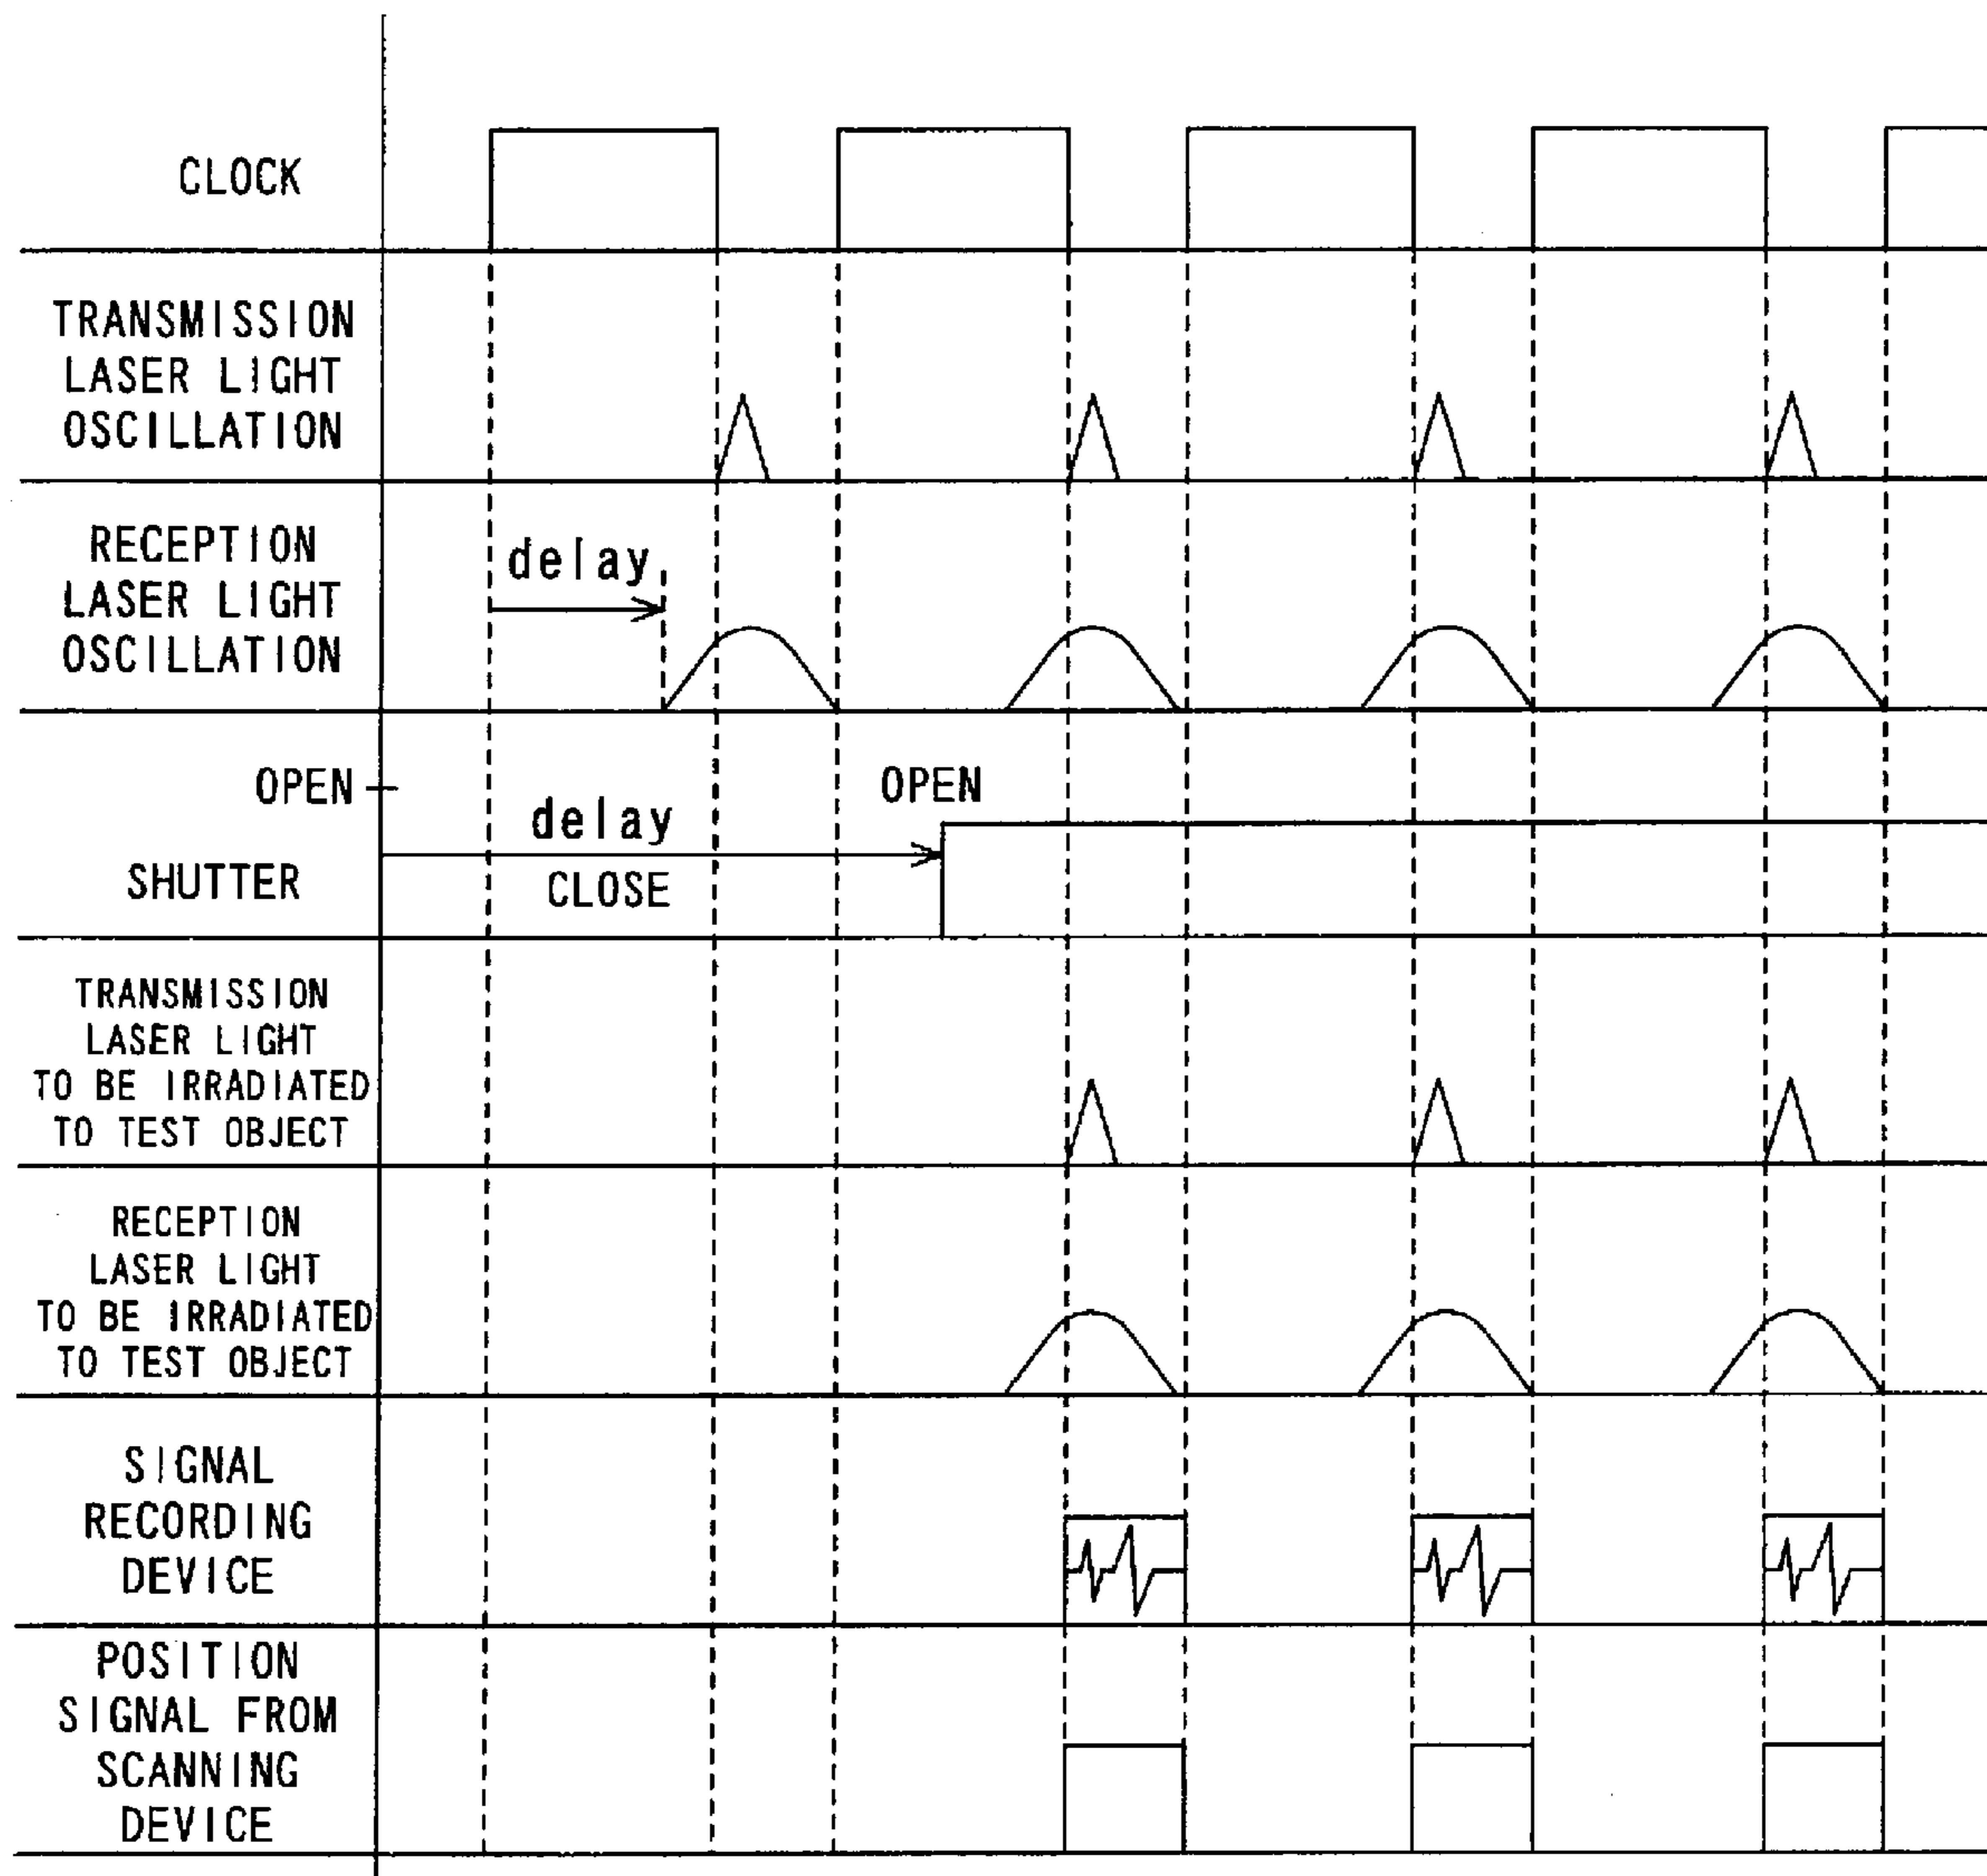 CLOCK
TRANSMISSION
LASER LIGHT
OSCILLATION
RECEPTION
LASER LIGHT
OSCILLATION
delay
OPEN
OPEN
delay
SHUTTER
CLOSE
TRANSMISSION
LASER LIGHT
TO BE IRRADIATED
TO TEST OBJECT
RECEPTION
LASER LIGHT
TO BE IRRADIATED
TO TEST OBJECT
SIGNAL
RECORDING
DEVICE
POSITION
SIGNAL FROM
SCANNING
DEVICE